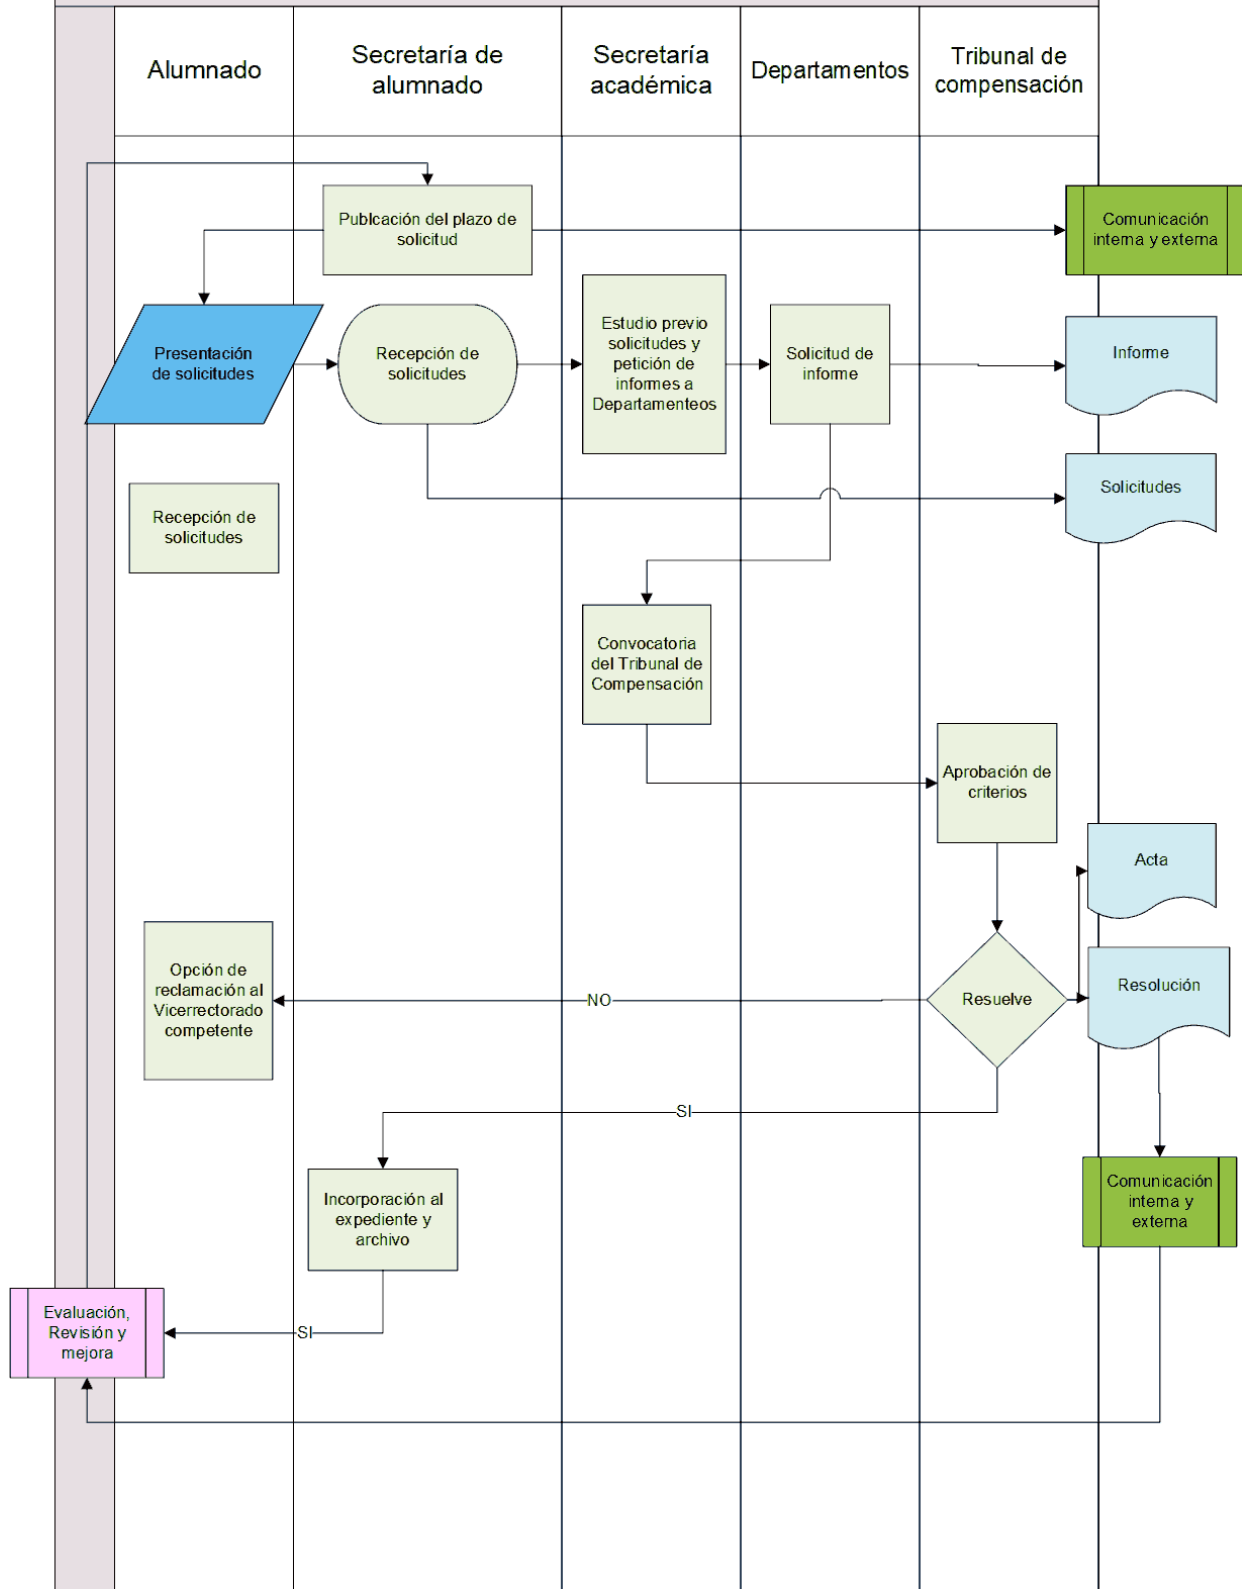 Alumnado
Secretaría de
alumnado
Secretaría
académica
Departamentos
Tribunal de
compensación
Publcación del plazo de
solicitud
Comunicación
interna y externa
Presentación
de solicitudes
Recepción de
solicitudes
Estudio previo
solicitudes y
petición de
informes a
Departamenteos
Solicitud de
informe
Informe
Solicitudes
Recepción de
solicitudes
Convocatoria
del Tribunal de
Compensación
Aprobación de
criterios
Acta
Opción de
reclamación al
Vicerrectorado
competente
NO
Resuelve
Resolución
SI
Incorporación al
expediente y
archivo
Comunicación
interna y
externa
Evaluación,
Revisión y
mejora
SI